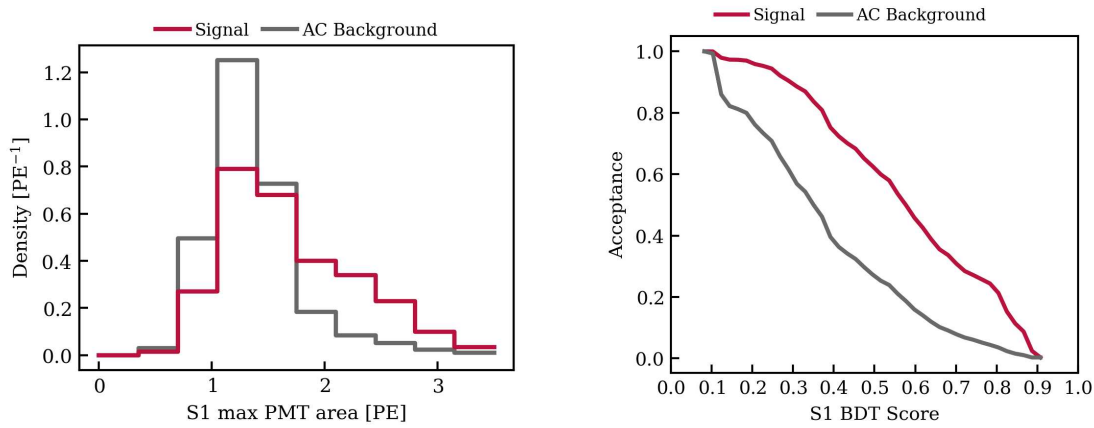 Signal AC Background
Density [PE⁻¹]
1.2
1.0
0.8
0.6
0.4
0.2
0.0
0 1 2 3
S1 max PMT area [PE]
Signal AC Background
Acceptance
1.0
0.8
0.6
0.4
0.2
0.0
0.0 0.1 0.2 0.3 0.4 0.5 0.6 0.7 0.8 0.9 1.0
S1 BDT Score